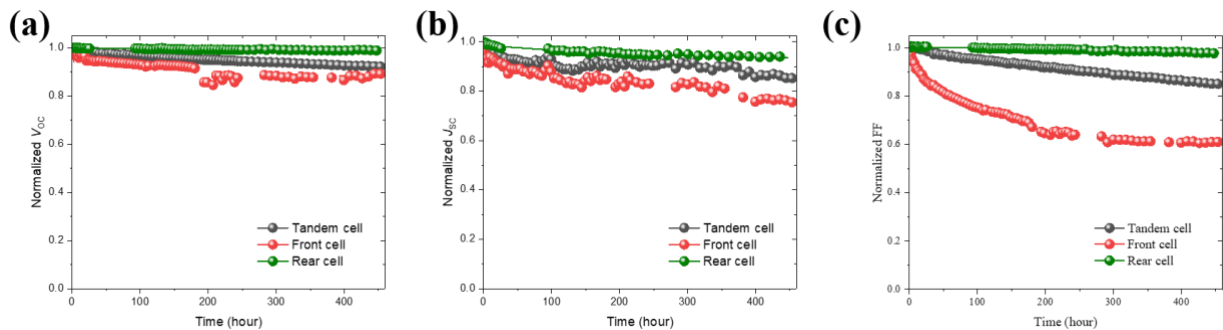 (a)
1.0
0.8
0.6
0.4
0.2
0.0
Normalized VOC
0
100
200
300
400
Time (hour)
Tandem cell
Front cell
Rear cell
(b)
1.0
0.8
0.6
0.4
0.2
0.0
Normalized JSC
0
100
200
300
400
Time (hour)
Tandem cell
Front cell
Rear cell
(c)
1.0
0.8
0.6
0.4
0.2
0.0
Normalized FF
0
100
200
300
400
Time (hour)
Tandem cell
Front cell
Rear cell